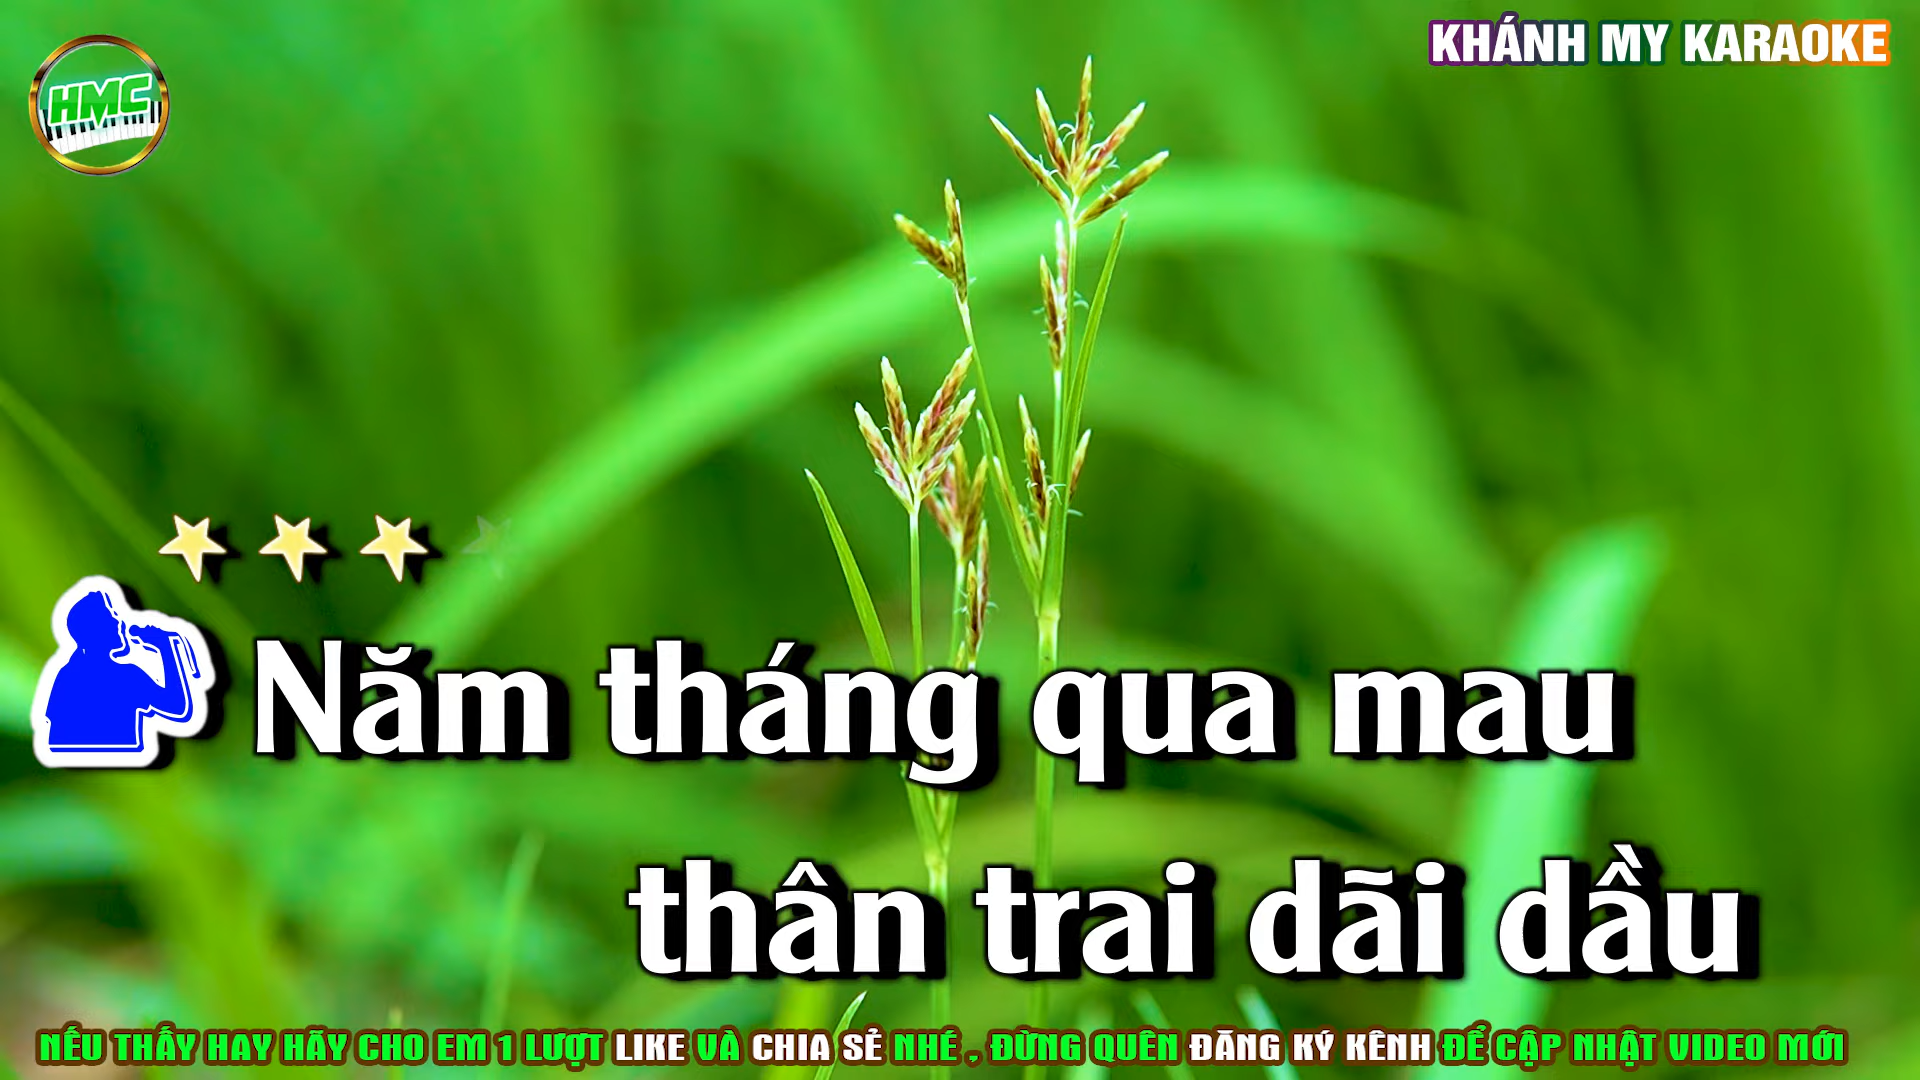 KHÁNH MY KARAOKE
HMC
Năm tháng qua mau
thân trai dãi dầu
NẾU THẤY HAY HÃY CHO EM 1 LƯỢT LIKE VÀ CHIA SẺ NHÉ , ĐỪNG QUÊN ĐĂNG KÝ KÊNH ĐỂ CẬP NHẬT VIDEO MỚI